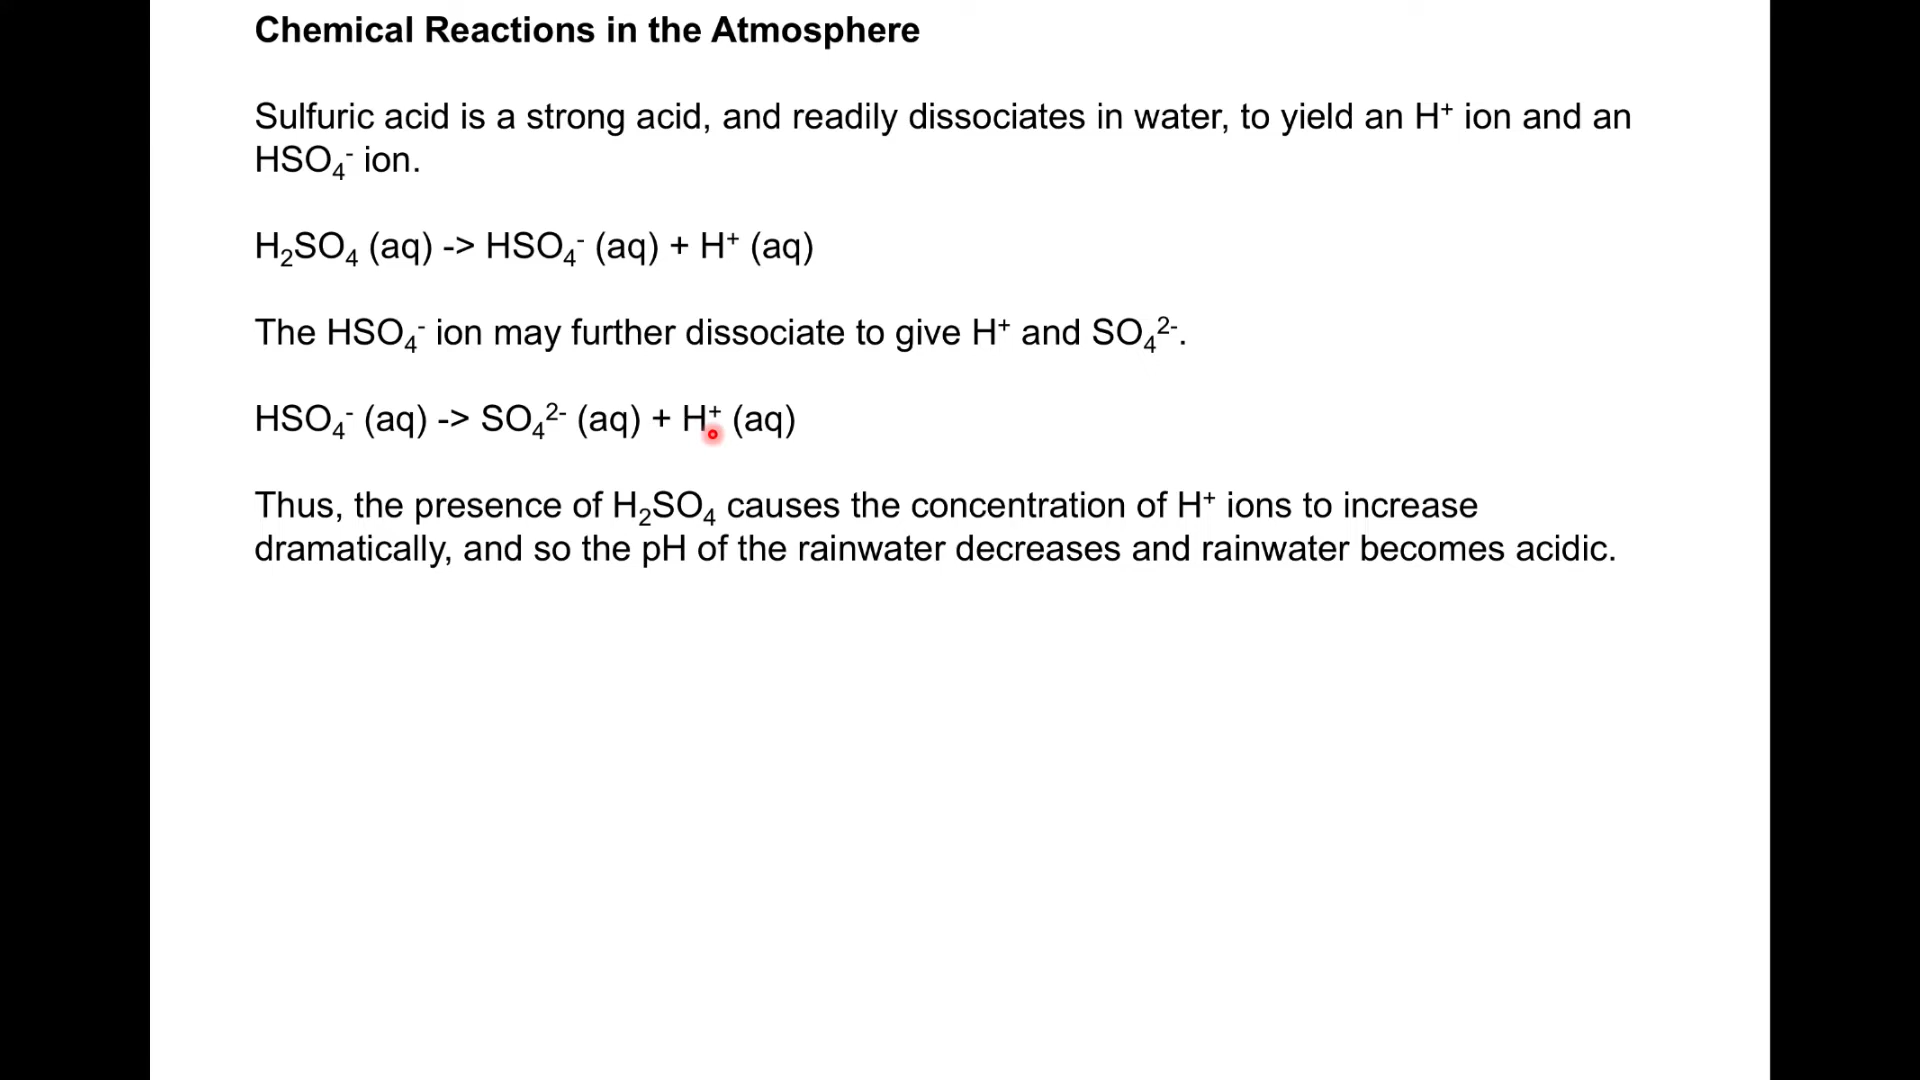 Chemical Reactions in the Atmosphere
Sulfuric acid is a strong acid, and readily dissociates in water, to yield an H⁺ ion and an
HSO₄⁻ ion.
H₂SO₄ (aq) -> HSO₄⁻ (aq) + H⁺ (aq)
The HSO₄⁻ ion may further dissociate to give H⁺ and SO₄²⁻.
HSO₄⁻ (aq) -> SO₄²⁻ (aq) + H⁺ (aq)
Thus, the presence of H₂SO₄ causes the concentration of H⁺ ions to increase
dramatically, and so the pH of the rainwater decreases and rainwater becomes acidic.